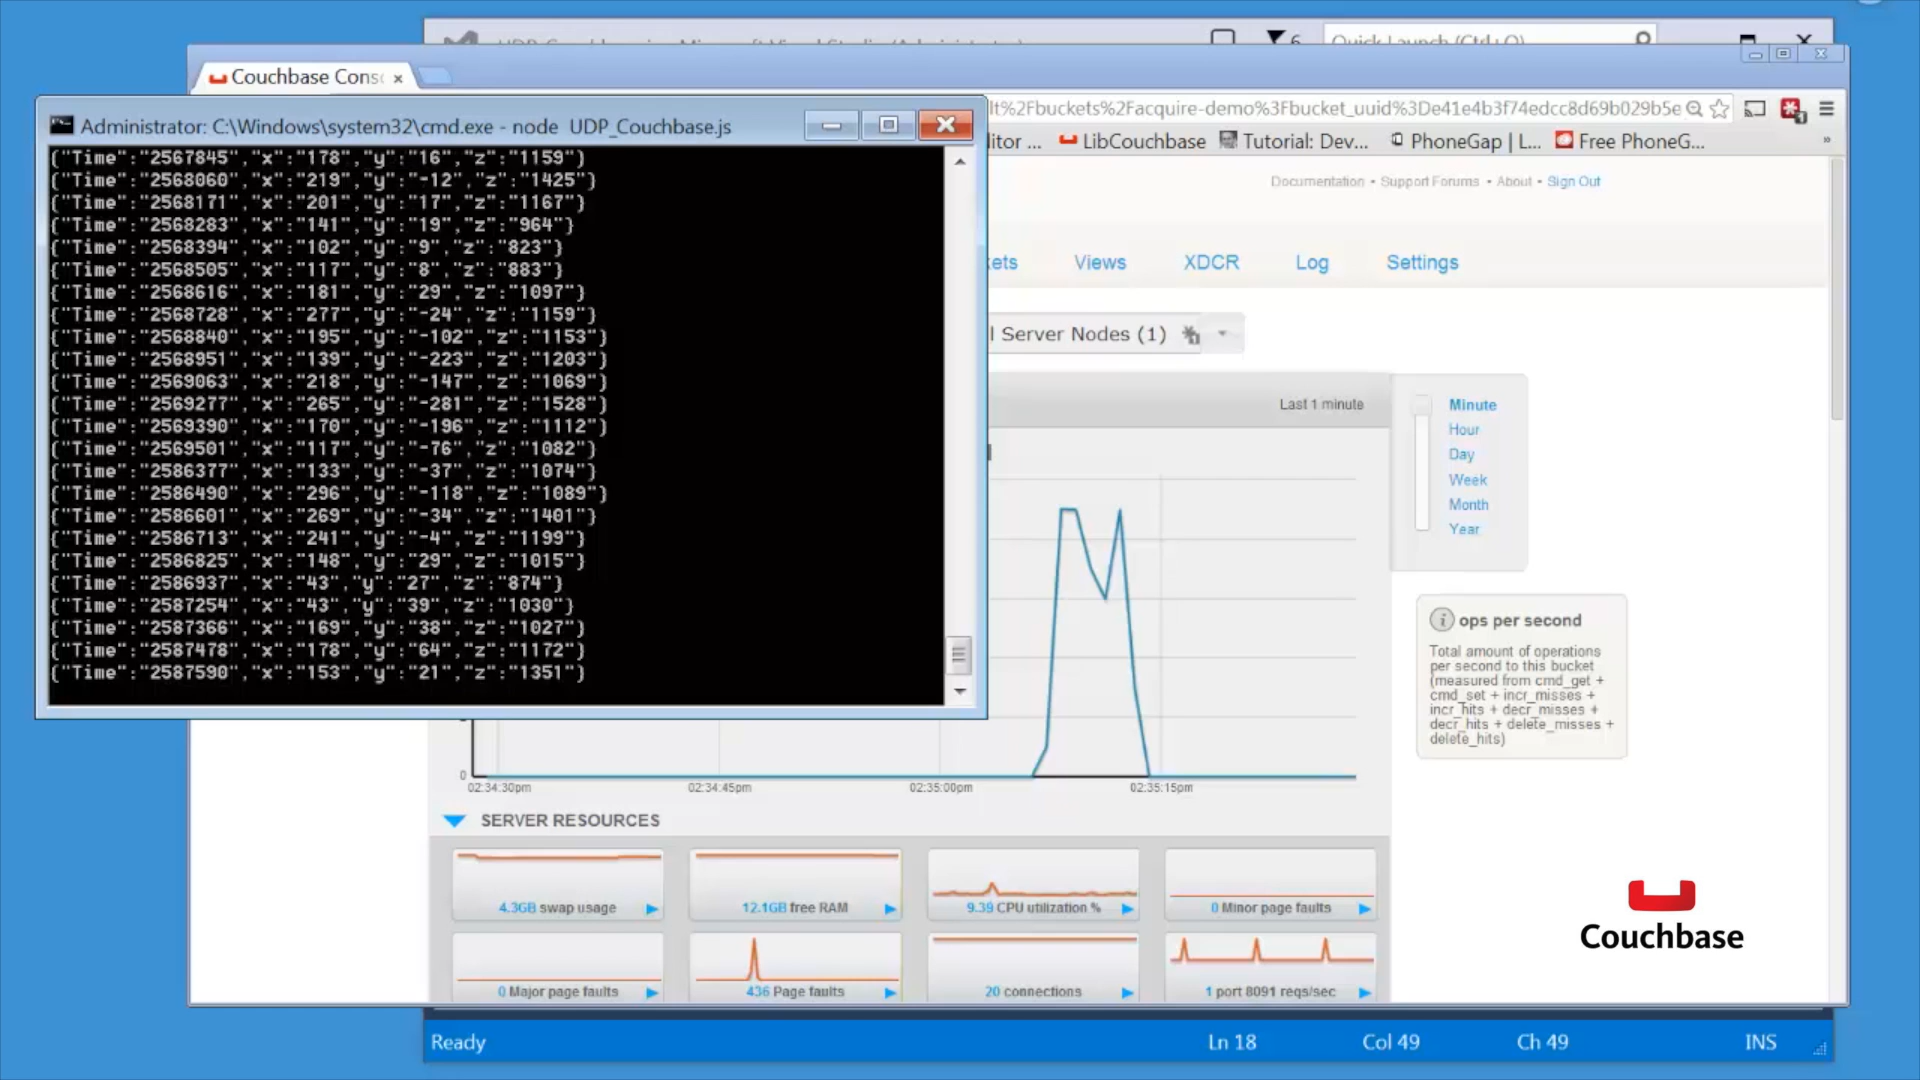 Couchbase Cons
Administrator: C:\Windows\system32\cmd.exe - node  UDP_Couchbase.js
{"Time":"2567845","x":"178","y":"16","z":"1159"}
{"Time":"2568060","x":"219","y":"-12","z":"1425"}
{"Time":"2568171","x":"201","y":"17","z":"1167"}
{"Time":"2568283","x":"141","y":"19","z":"964"}
{"Time":"2568394","x":"102","y":"9","z":"823"}
{"Time":"2568505","x":"117","y":"8","z":"883"}
{"Time":"2568616","x":"181","y":"29","z":"1097"}
{"Time":"2568728","x":"277","y":"-24","z":"1159"}
{"Time":"2568840","x":"195","y":"-102","z":"1153"}
{"Time":"2568951","x":"139","y":"-223","z":"1203"}
{"Time":"2569063","x":"218","y":"-147","z":"1069"}
{"Time":"2569277","x":"265","y":"-281","z":"1528"}
{"Time":"2569390","x":"170","y":"-196","z":"1112"}
{"Time":"2569501","x":"117","y":"-76","z":"1082"}
{"Time":"2586377","x":"133","y":"-37","z":"1074"}
{"Time":"2586490","x":"296","y":"-118","z":"1089"}
{"Time":"2586601","x":"269","y":"-34","z":"1401"}
{"Time":"2586713","x":"241","y":"-4","z":"1199"}
{"Time":"2586825","x":"148","y":"29","z":"1015"}
{"Time":"2586937","x":"43","y":"27","z":"874"}
{"Time":"2587254","x":"43","y":"39","z":"1030"}
{"Time":"2587366","x":"169","y":"38","z":"1027"}
{"Time":"2587478","x":"178","y":"64","z":"1172"}
{"Time":"2587590","x":"153","y":"21","z":"1351"}
6
Quick Launch (Ctrl+Q)
lt%2Fbuckets%2Facquire-demo%3Fbucket_uuid%3De41e4b3f74edcc8d69b029b5e
ditor ... LibCouchbase Tutorial: Dev... PhoneGap | L... Free PhoneG... »
Documentation • Support Forums • About • Sign Out
kets Views XDCR Log Settings
l Server Nodes (1)
Last 1 minute
Minute
Hour
Day
Week
Month
Year
ops per second
Total amount of operations
per second to this bucket
(measured from cmd_get +
cmd_set + incr_misses +
incr_hits + decr_misses +
decr_hits + delete_misses +
delete_hits)
0
02:34:30pm 02:34:45pm 02:35:00pm 02:35:15pm
SERVER RESOURCES
4.3GB swap usage 12.1GB free RAM 9.39 CPU utilization % 0 Minor page faults
0 Major page faults 436 Page faults 20 connections 1 port 8091 reqs/sec
Couchbase
Ready Ln 18 Col 49 Ch 49 INS